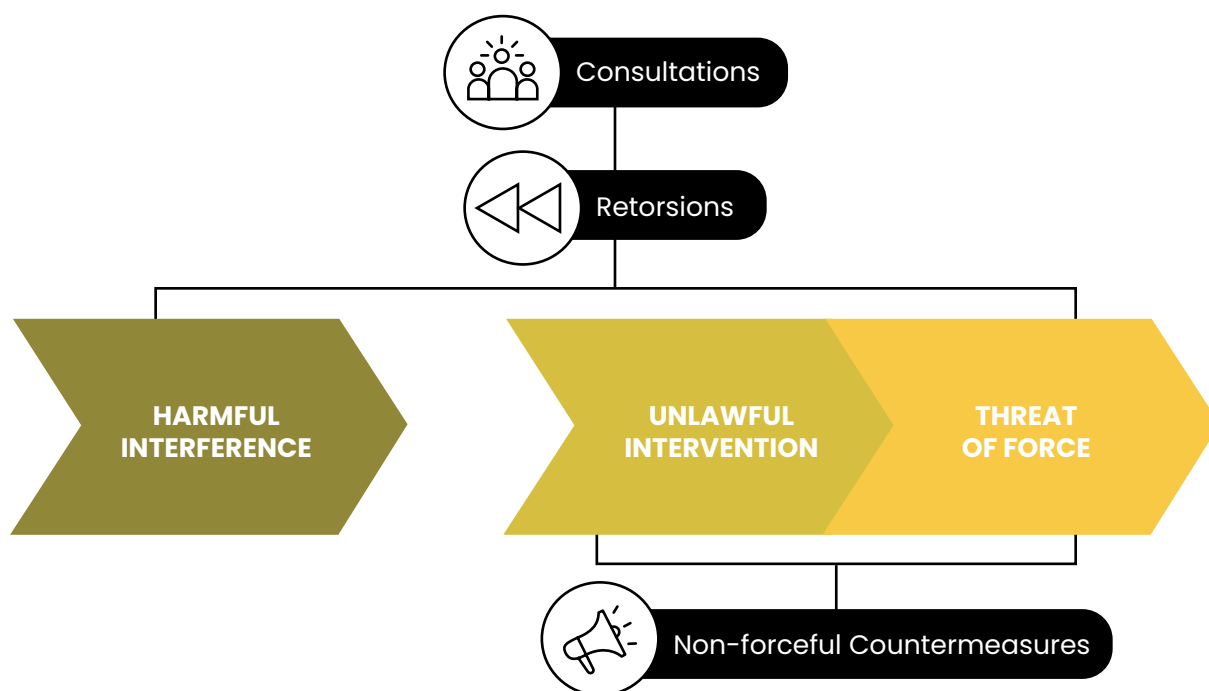 Consultations
Retorsions
HARMFUL
INTERFERENCE
UNLAWFUL
INTERVENTION
THREAT
OF FORCE
Non-forceful Countermeasures